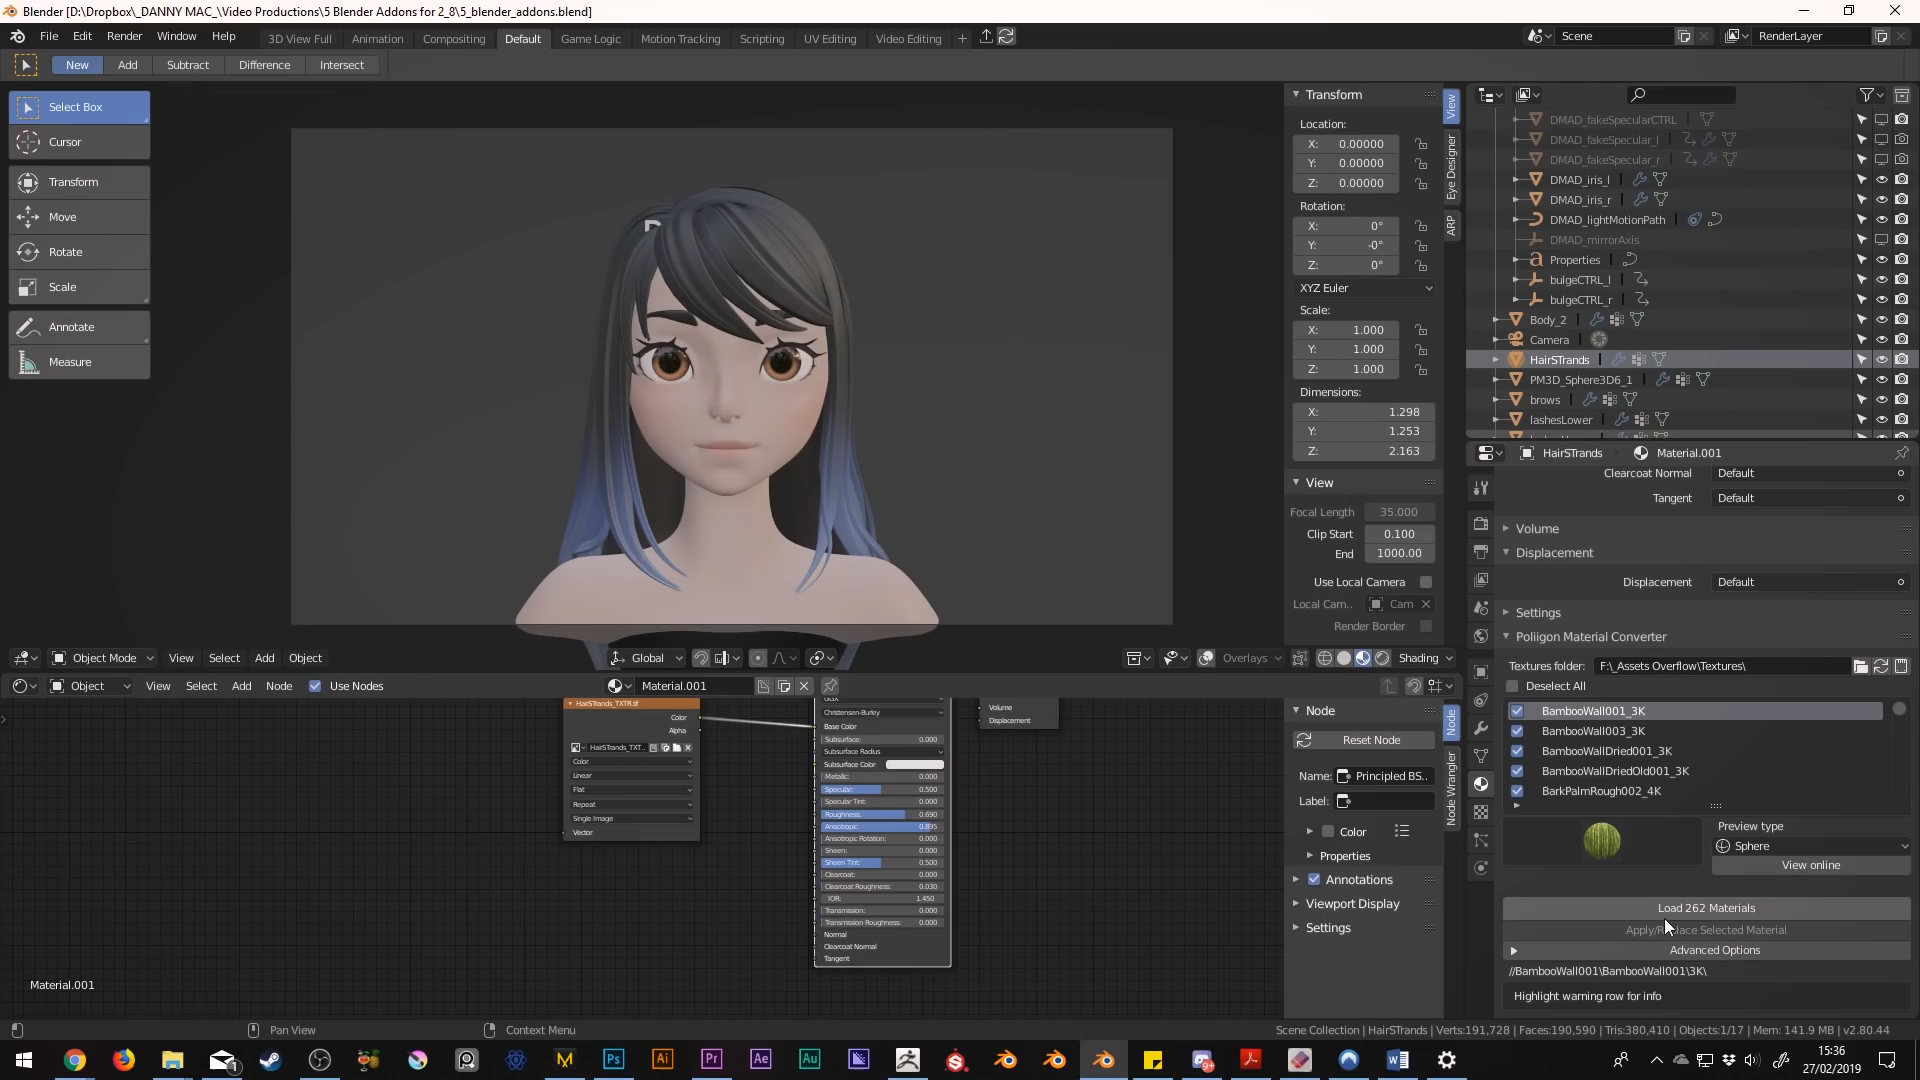 Blender [D:\Dropbox\_DANNY MAC_\Video Productions\5 Blender Addons for 2_8\5_blender_addons.blend]
File Edit Render Window Help 3D View Full Animation Compositing Default Game Logic Motion Tracking Scripting UV Editing Video Editing Scene RenderLayer
New Add Subtract Difference Intersect
Select Box
Cursor
Transform
Move
Rotate
Scale
Annotate
Measure
Transform
Location:
X: 0.00000
Y: 0.00000
Z: 0.00000
Rotation:
X: 0°
Y: -0°
Z: 0°
XYZ Euler
Scale:
X: 1.000
Y: 1.000
Z: 1.000
Dimensions:
X: 1.298
Y: 1.253
Z: 2.163
View
Focal Length 35.000
Clip Start 0.100
End 1000.00
Use Local Camera
Local Cam.. Cam
Render Border
View
Eye Designer
ARP
DMAD_fakeSpecularCTRL
DMAD_fakeSpecular_l
DMAD_fakeSpecular_r
DMAD_iris_l
DMAD_iris_r
DMAD_lightMotionPath
DMAD_mirrorAxis
Properties
bulgeCTRL_l
bulgeCTRL_r
Body_2
Camera
HairSTrands
PM3D_Sphere3D6_1
brows
lashesLower
HairSTrands Material.001
Clearcoat Normal Default
Tangent Default
Volume
Displacement
Displacement Default
Settings
Poliigon Material Converter
Textures folder: F:\_Assets Overflow\Textures\
Deselect All
BambooWall001_3K
BambooWall003_3K
BambooWallDried001_3K
BambooWallDriedOld001_3K
BarkPalmRough002_4K
Preview type
Sphere
View online
Load 262 Materials
Apply/Replace Selected Material
Advanced Options
//BambooWall001\BambooWall001\3K\
Highlight warning row for info
Object Mode View Select Add Object Global Overlays Shading
Object View Select Add Node Use Nodes Material.001
HairSTrands_TXTR.tif
Color
Alpha
HairSTrands_TXT..
Color
Linear
Flat
Repeat
Single Image
Vector
GGX
Christensen-Burley
Base Color
Subsurface: 0.000
Subsurface Radius
Subsurface Color
Metallic: 0.000
Specular: 0.500
Specular Tint: 0.000
Roughness: 0.690
Anisotropic: 0.895
Anisotropic Rotation: 0.000
Sheen: 0.000
Sheen Tint: 0.500
Clearcoat: 0.000
Clearcoat Roughness: 0.030
IOR: 1.450
Transmission: 0.000
Transmission Roughness: 0.000
Normal
Clearcoat Normal
Tangent
Volume
Displacement
Node
Reset Node
Name: Principled BS..
Label:
Color
Properties
Annotations
Viewport Display
Settings
Node
Node Wrangler
Material.001
Pan View Context Menu Scene Collection | HairSTrands | Verts:191,728 | Faces:190,590 | Tris:380,410 | Objects:1/17 | Mem: 141.9 MB | v2.80.44
15:36
27/02/2019